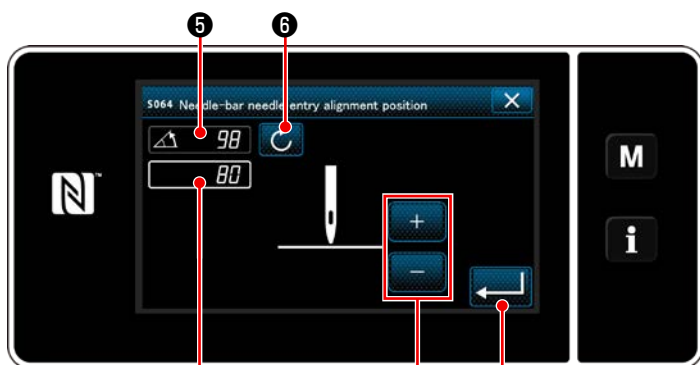 ❺ ❻
S064 Needle-bar needle entry alignment position
98
80
+
−
M
i